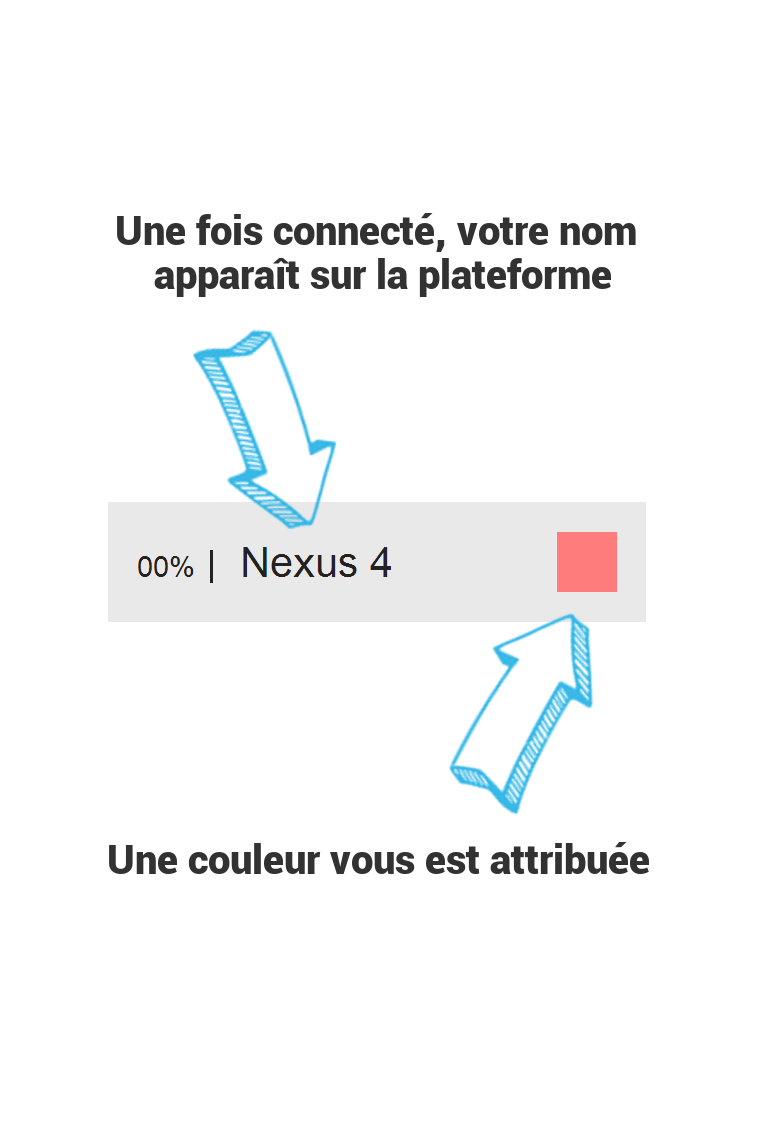 Une fois connecté, votre nom
apparaît sur la plateforme
00% | Nexus 4
Une couleur vous est attribuée